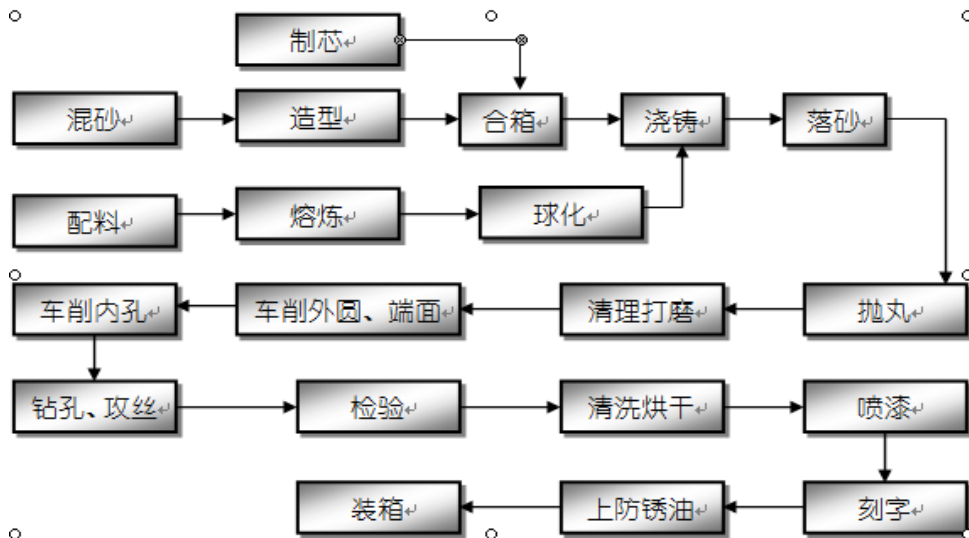 制芯
混砂
造型
合箱
浇铸
落砂
配料
熔炼
球化
车削内孔
车削外圆、端面
清理打磨
抛丸
钻孔、攻丝
检验
清洗烘干
喷漆
装箱
上防锈油
刻字